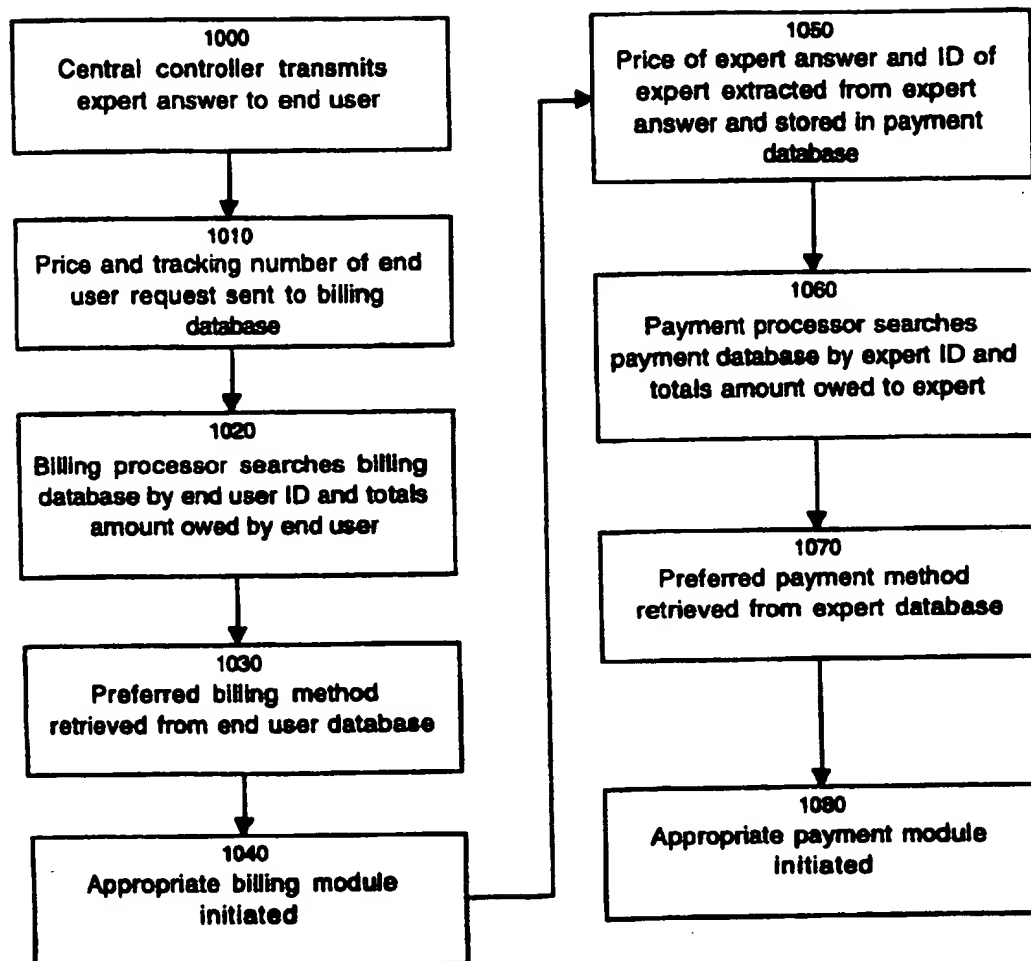 1000
Central controller transmits
expert answer to end user
1010
Price and tracking number of end
user request sent to billing
database
1020
Billing processor searches billing
database by end user ID and totals
amount owed by end user
1030
Preferred billing method
retrieved from end user database
1040
Appropriate billing module
initiated
1050
Price of expert answer and ID of
expert extracted from expert
answer and stored in payment
database
1060
Payment processor searches
payment database by expert ID and
totals amount owed to expert
1070
Preferred payment method
retrieved from expert database
1080
Appropriate payment module
initiated